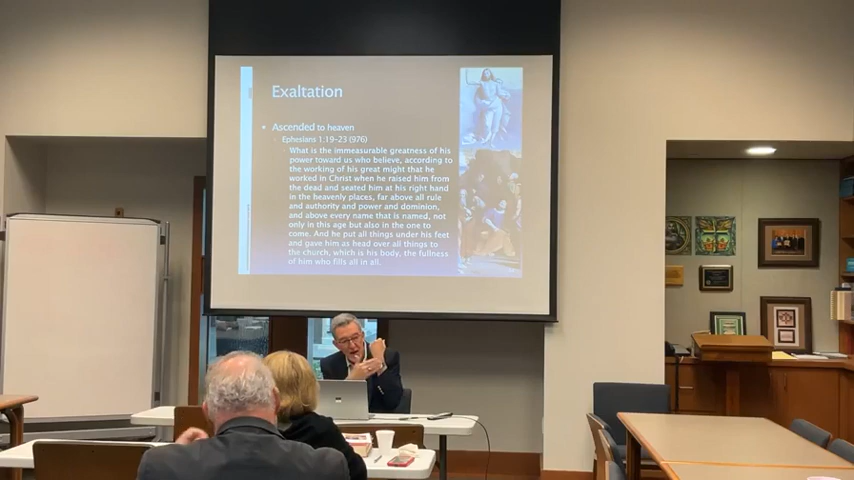 Exaltation
Ascended to heaven
Ephesians 1:19-23 (976)
What is the immeasurable greatness of his
power toward us who believe, according to
the working of his great might that he
worked in Christ when he raised him from
the dead and seated him at his right hand
in the heavenly places, far above all rule
and authority and power and dominion,
and above every name that is named, not
only in this age but also in the one to
come. And he put all things under his feet
and gave him as head over all things to
the church, which is his body, the fullness
of him who fills all in all.